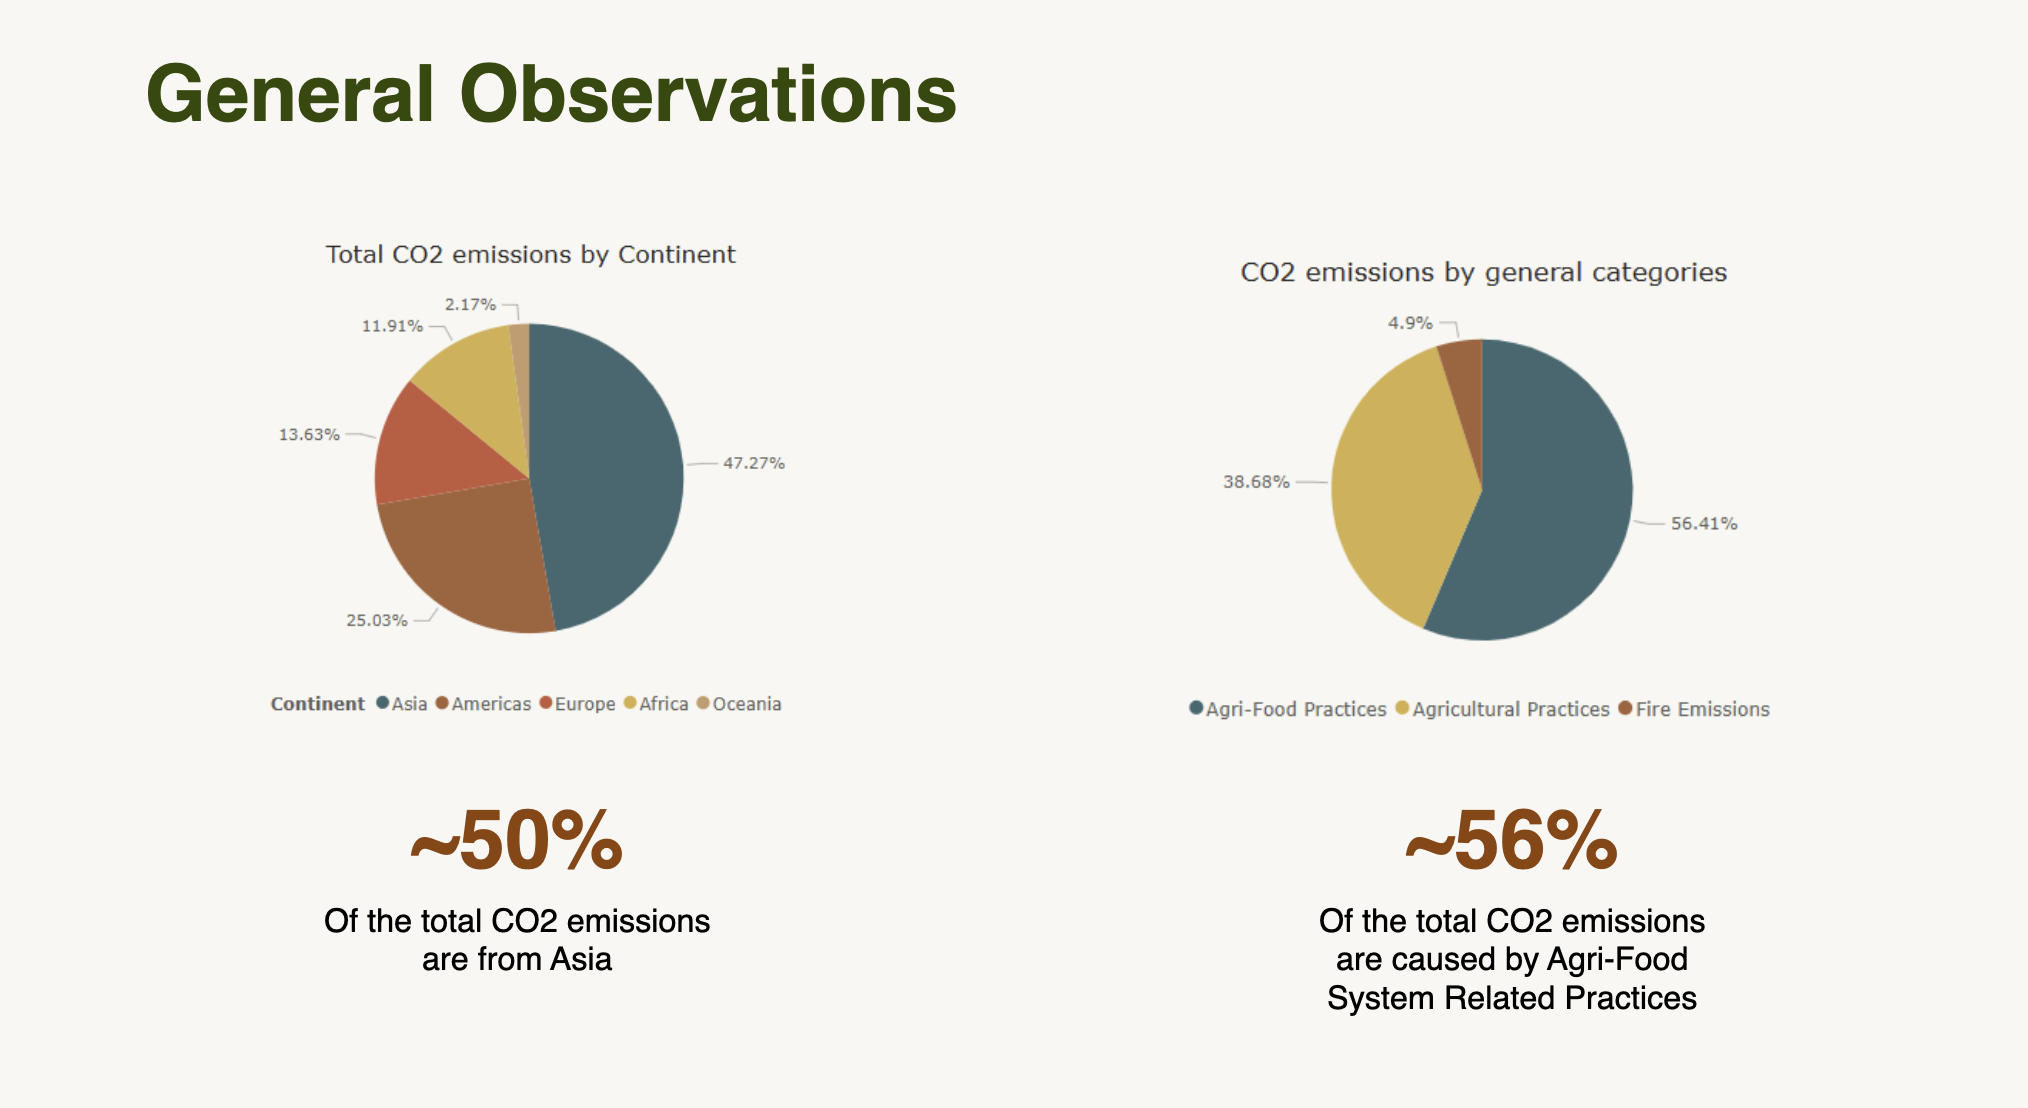 General Observations
Total CO2 emissions by Continent
2.17%
11.91%
13.63%
47.27%
25.03%
Continent Asia Americas Europe Africa Oceania
~50%
Of the total CO2 emissions
are from Asia
CO2 emissions by general categories
4.9%
38.68%
56.41%
Agri-Food Practices Agricultural Practices Fire Emissions
~56%
Of the total CO2 emissions
are caused by Agri-Food
System Related Practices